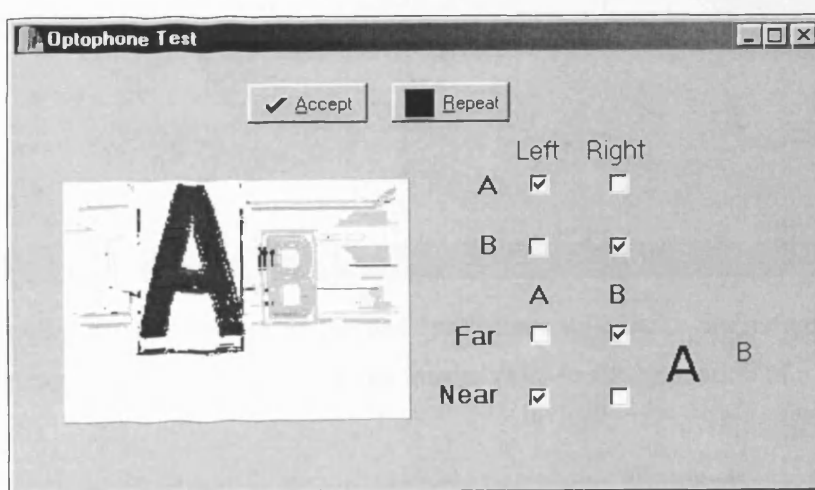 Optophone Test
Accept Repeat
Left Right
A
B
A B
A B
Far
A B
Near